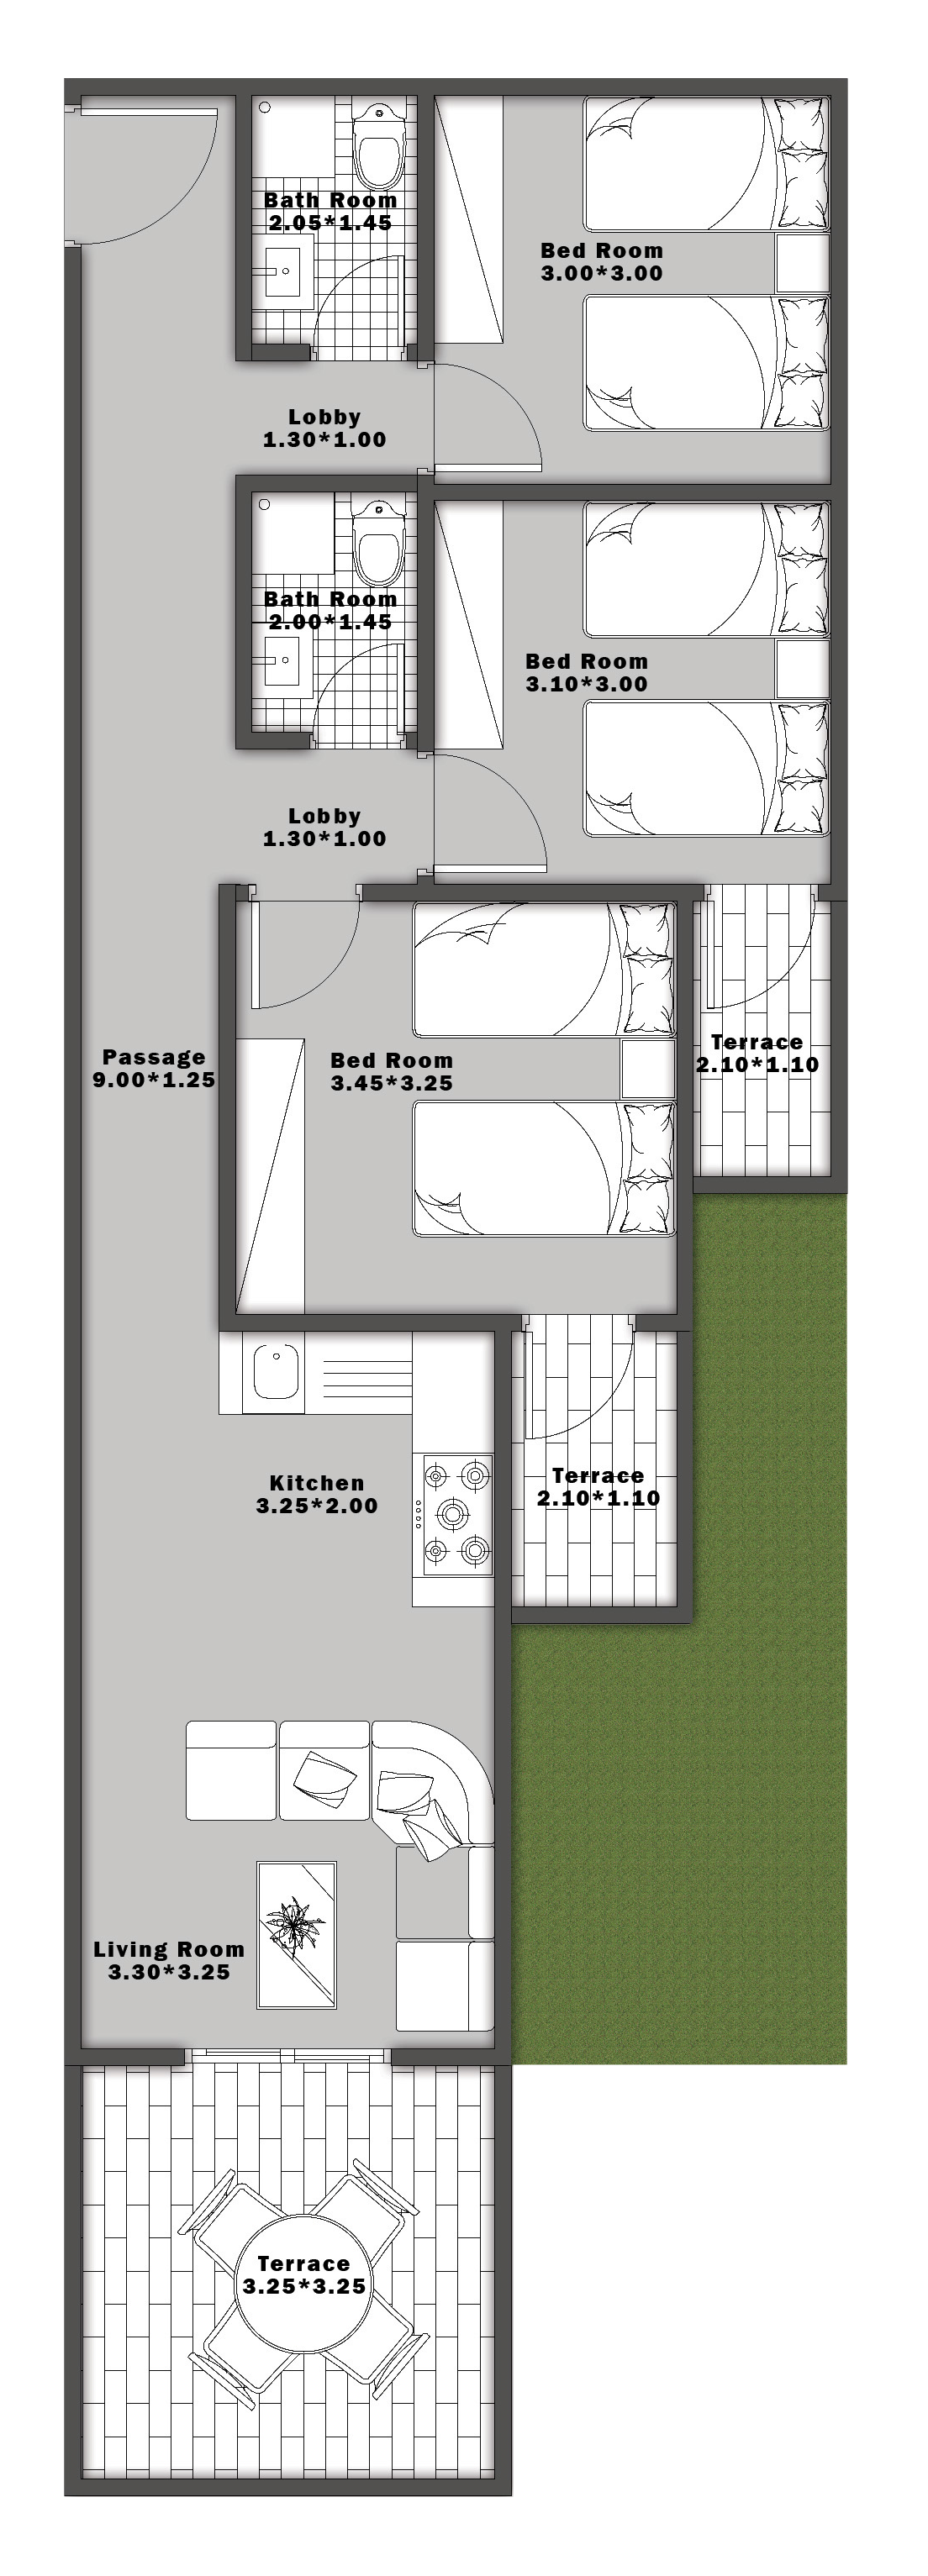 Bath Room
2.05*1.45
Bed Room
3.00*3.00
Lobby
1.30*1.00
Bath Room
2.00*1.45
Bed Room
3.10*3.00
Lobby
1.30*1.00
Passage
9.00*1.25
Bed Room
3.45*3.25
Terrace
2.10*1.10
Kitchen
3.25*2.00
Terrace
2.10*1.10
Living Room
3.30*3.25
Terrace
3.25*3.25